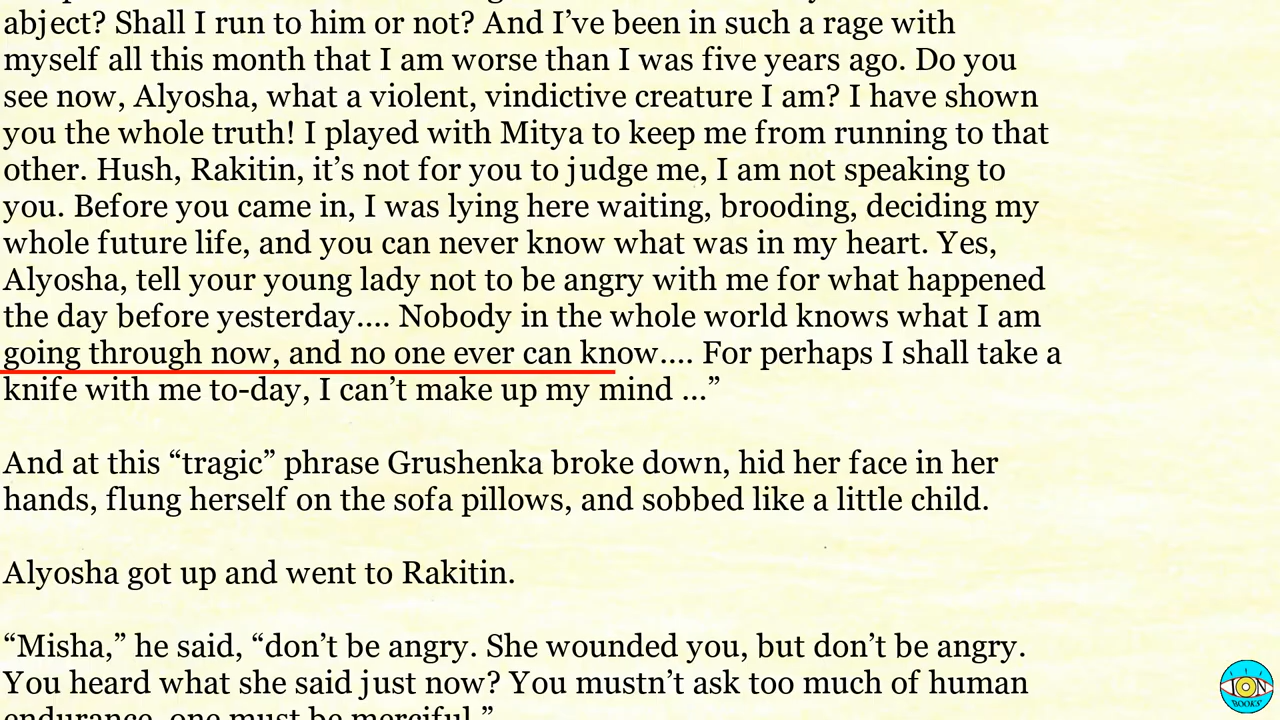 abject? Shall I run to him or not? And I’ve been in such a rage with
myself all this month that I am worse than I was five years ago. Do you
see now, Alyosha, what a violent, vindictive creature I am? I have shown
you the whole truth! I played with Mitya to keep me from running to that
other. Hush, Rakitin, it’s not for you to judge me, I am not speaking to
you. Before you came in, I was lying here waiting, brooding, deciding my
whole future life, and you can never know what was in my heart. Yes,
Alyosha, tell your young lady not to be angry with me for what happened
the day before yesterday.... Nobody in the whole world knows what I am
going through now, and no one ever can know.... For perhaps I shall take a
knife with me to-day, I can’t make up my mind ...”
And at this “tragic” phrase Grushenka broke down, hid her face in her
hands, flung herself on the sofa pillows, and sobbed like a little child.
Alyosha got up and went to Rakitin.
“Misha,” he said, “don’t be angry. She wounded you, but don’t be angry.
You heard what she said just now? You mustn’t ask too much of human
endurance, one must be merciful.”
ION
BOOKS